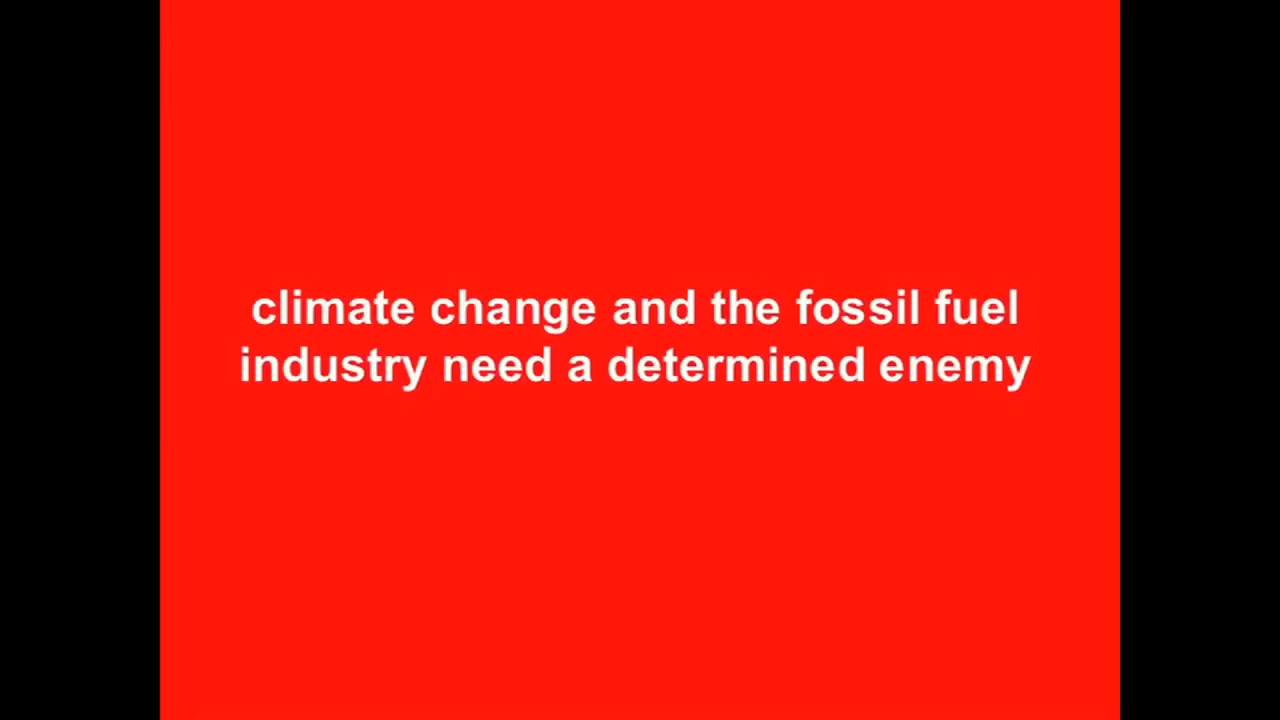 climate change and the fossil fuel
industry need a determined enemy